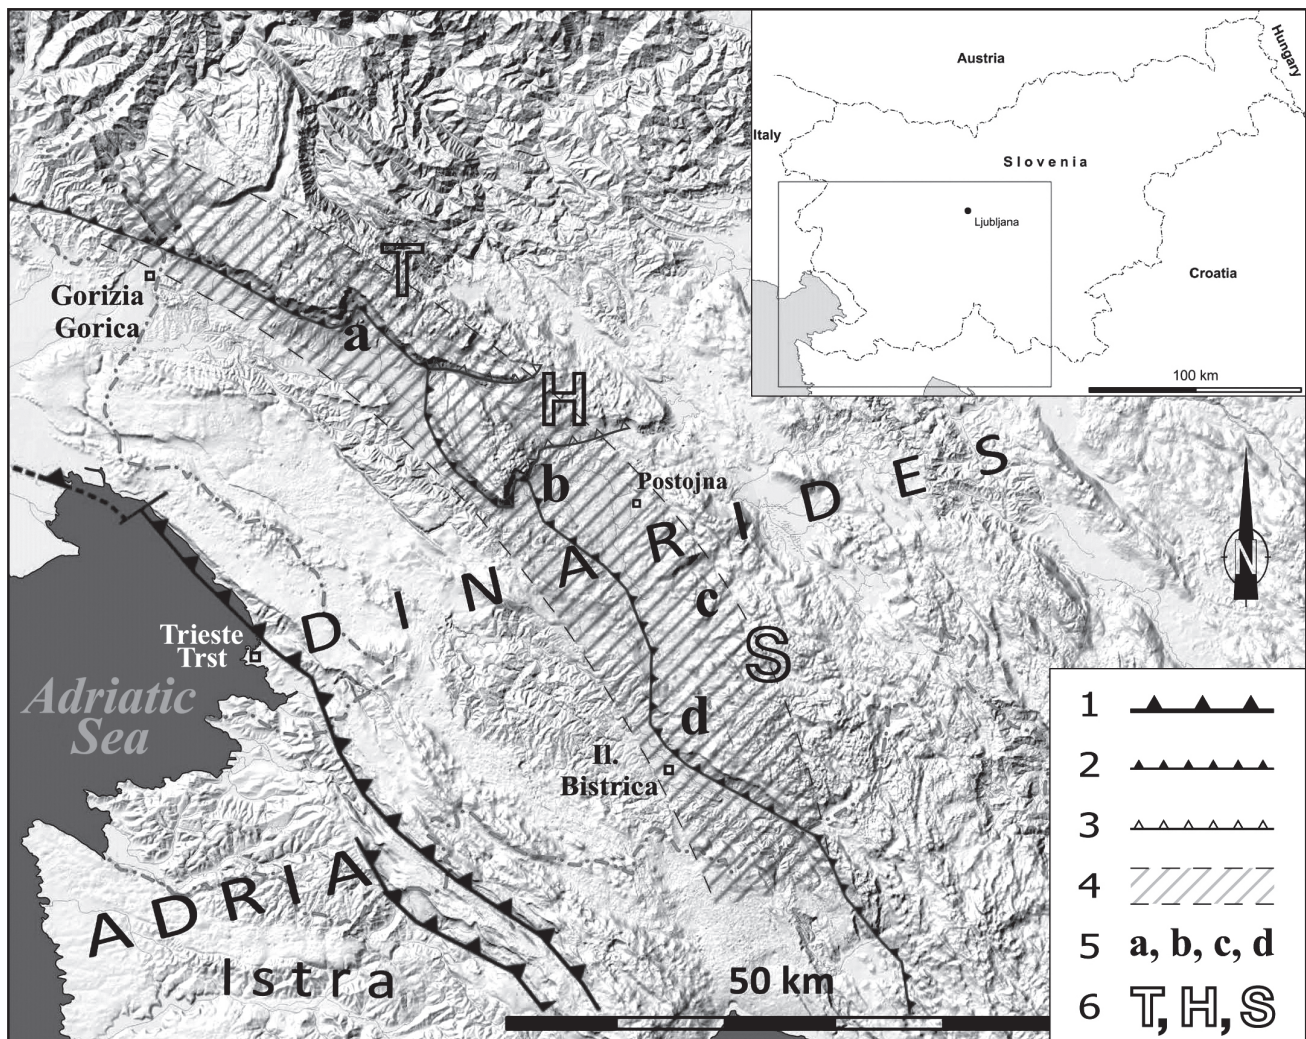 Austria
Hungary
Italy
Slovenia
Ljubljana
Croatia
100 km
T
Gorizia
Gorica
a
H
b
Postojna
DINARIDES
N
c
Trieste
Trst
S
Adriatic
Sea
d
Il.
Bistrica
ADRIA
Istra
50 km
1
2
3
4
5 a, b, c, d
6 T, H, S